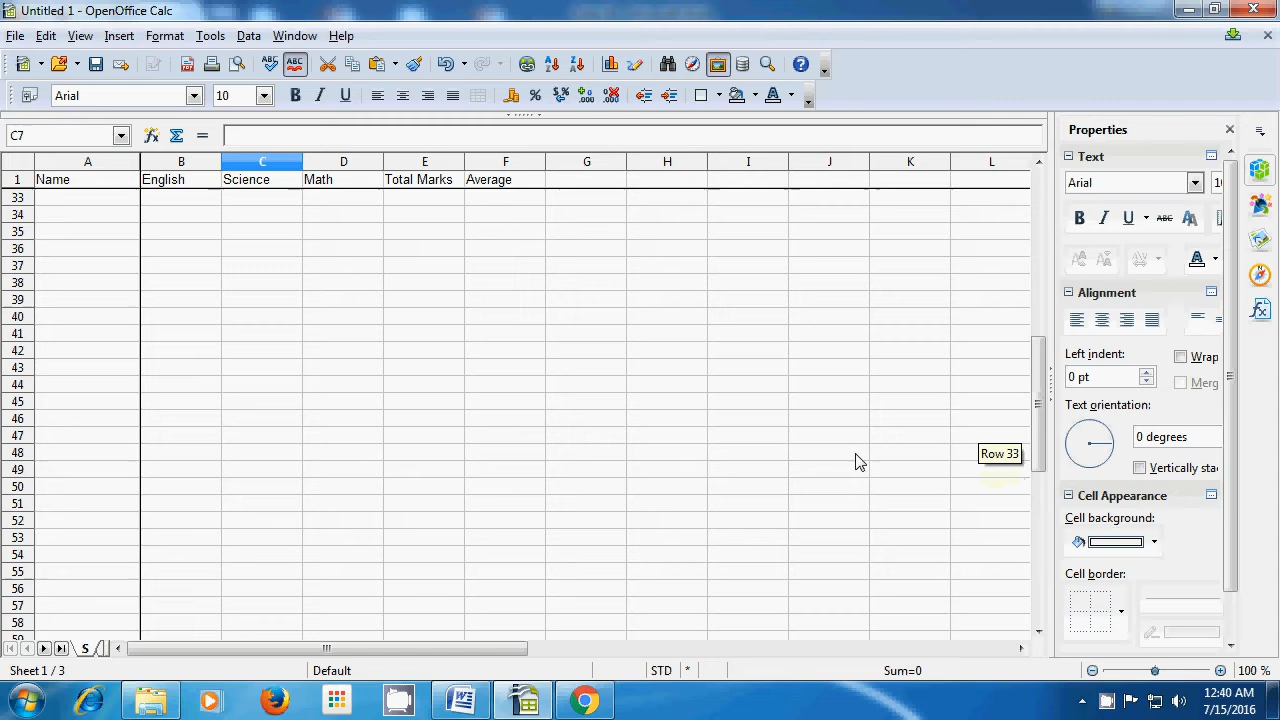 Untitled 1 - OpenOffice Calc
File Edit View Insert Format Tools Data Window Help
Arial 10
C7
Properties
Text
Arial
A B C D E F G H I J K L
1 Name English Science Math Total Marks Average
33
34
35
36
37
38
39
40
41
42
43
44
45
46
47
48
49
50
51
52
53
54
55
56
57
58
Row 33
Alignment
Left indent:
Wrap
0 pt
Merg
Text orientation:
0 degrees
Vertically sta
Cell Appearance
Cell background:
Cell border:
S
Sheet 1 / 3 Default STD * Sum=0 100 %
12:40 AM
7/15/2016